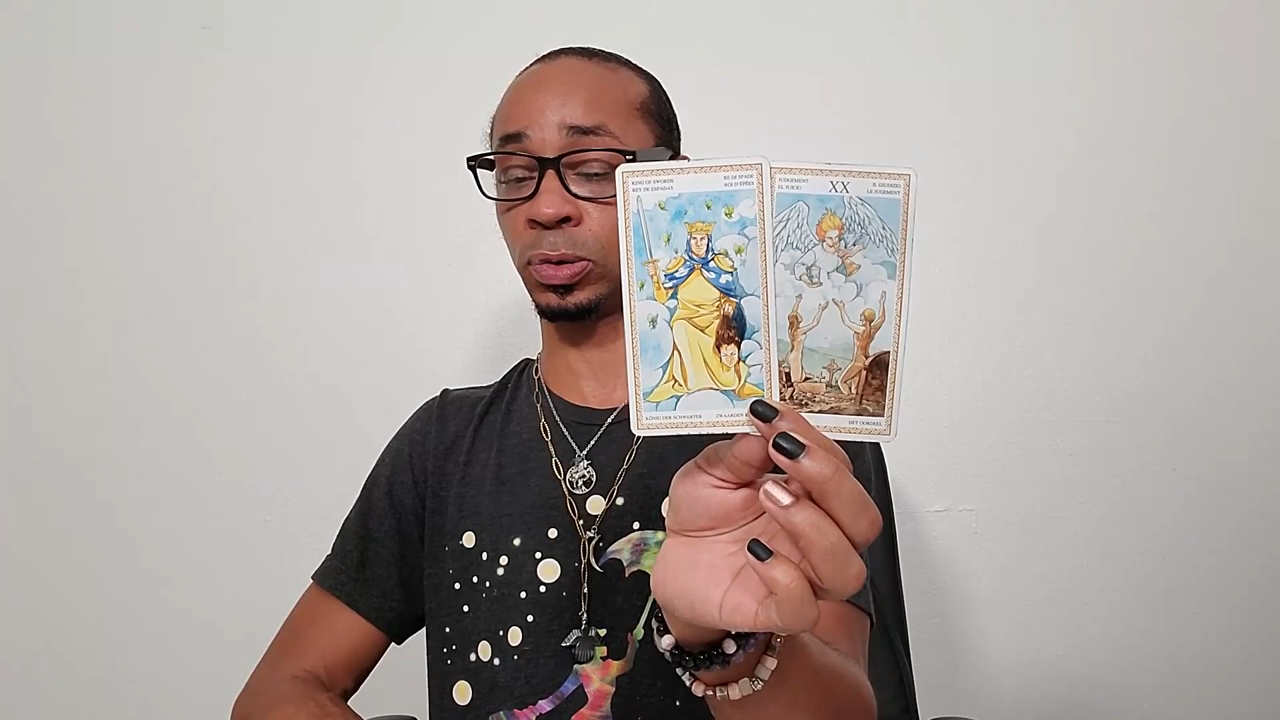 KING OF SWORDS
RE DI SPADE
REY DE ESPADAS
ROI D'ÉPÉES
KÖNIG DER SCHWERTER
ZWAARDEN
JUDGEMENT
XX
IL GIUDIZIO
EL JUICIO
LE JUGEMENT
HET OORDEEL